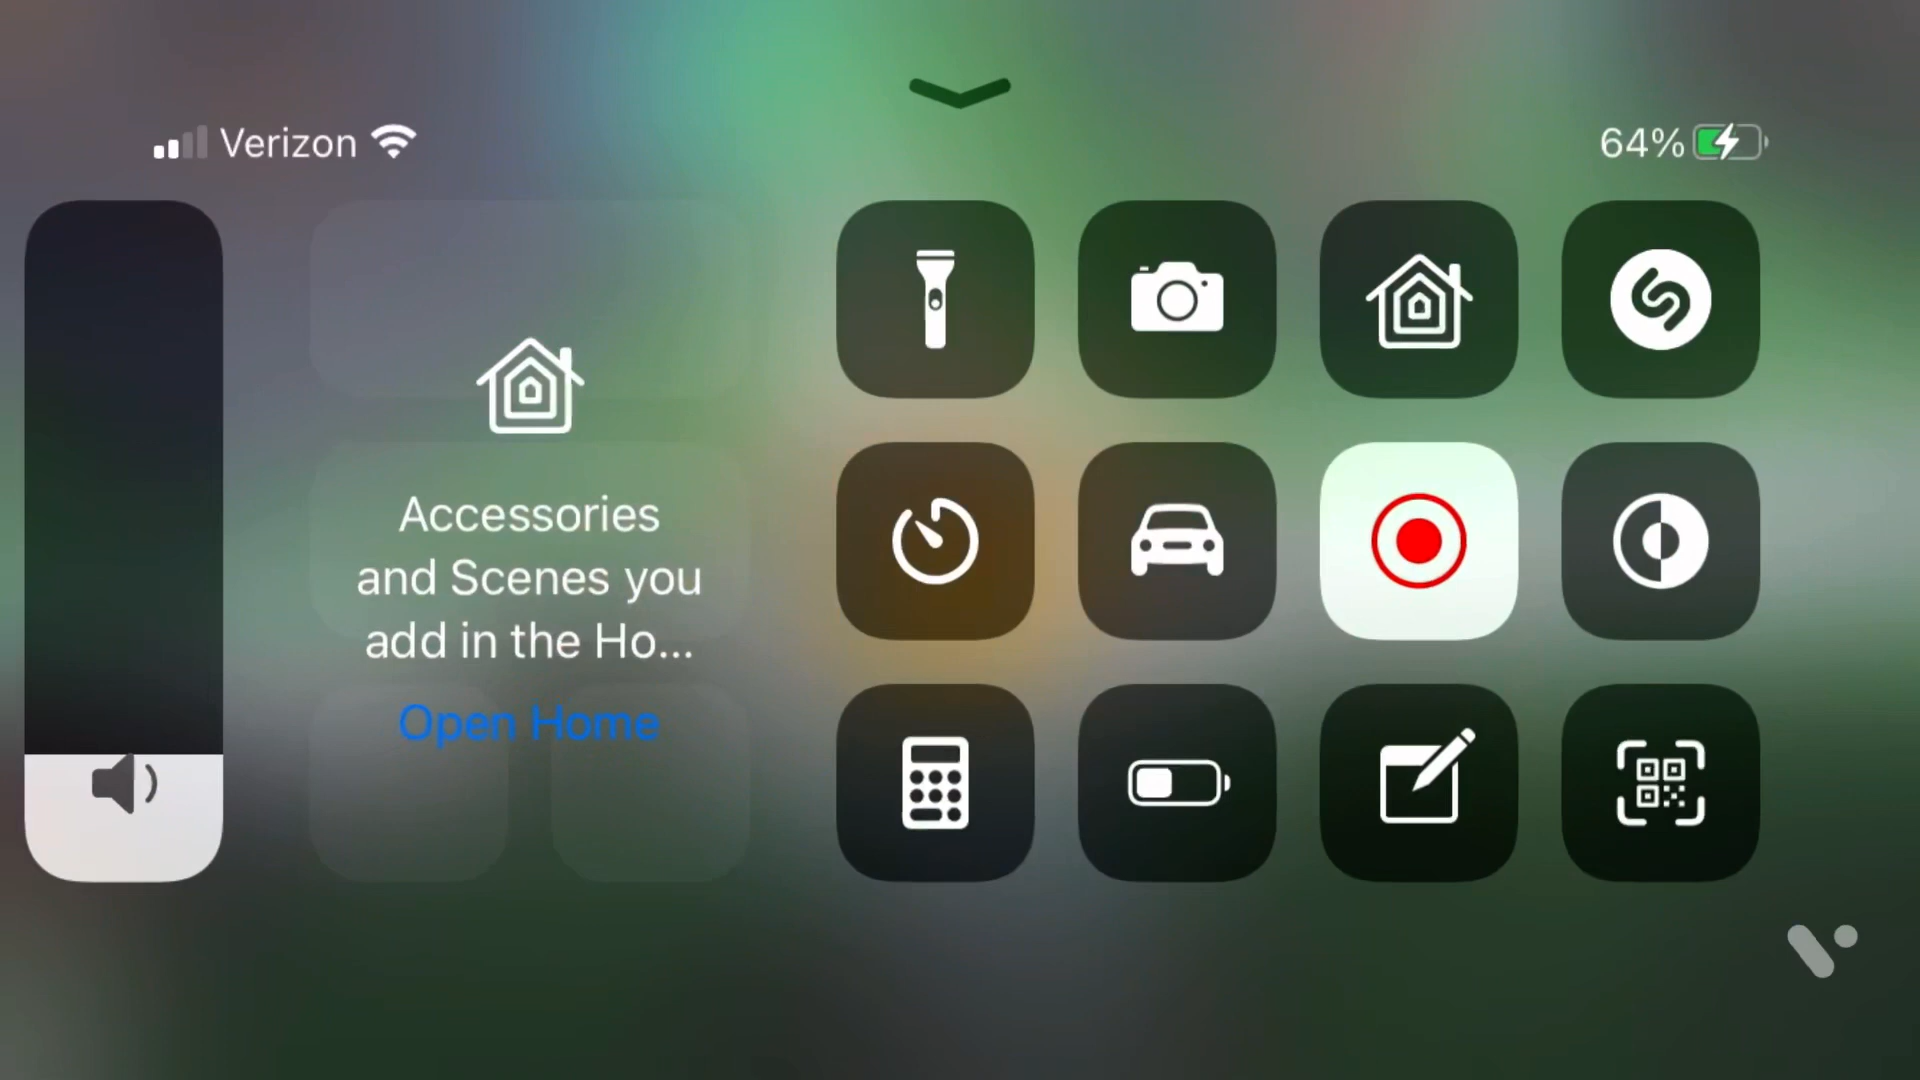 Verizon
64%
Accessories
and Scenes you
add in the Ho...
Open Home